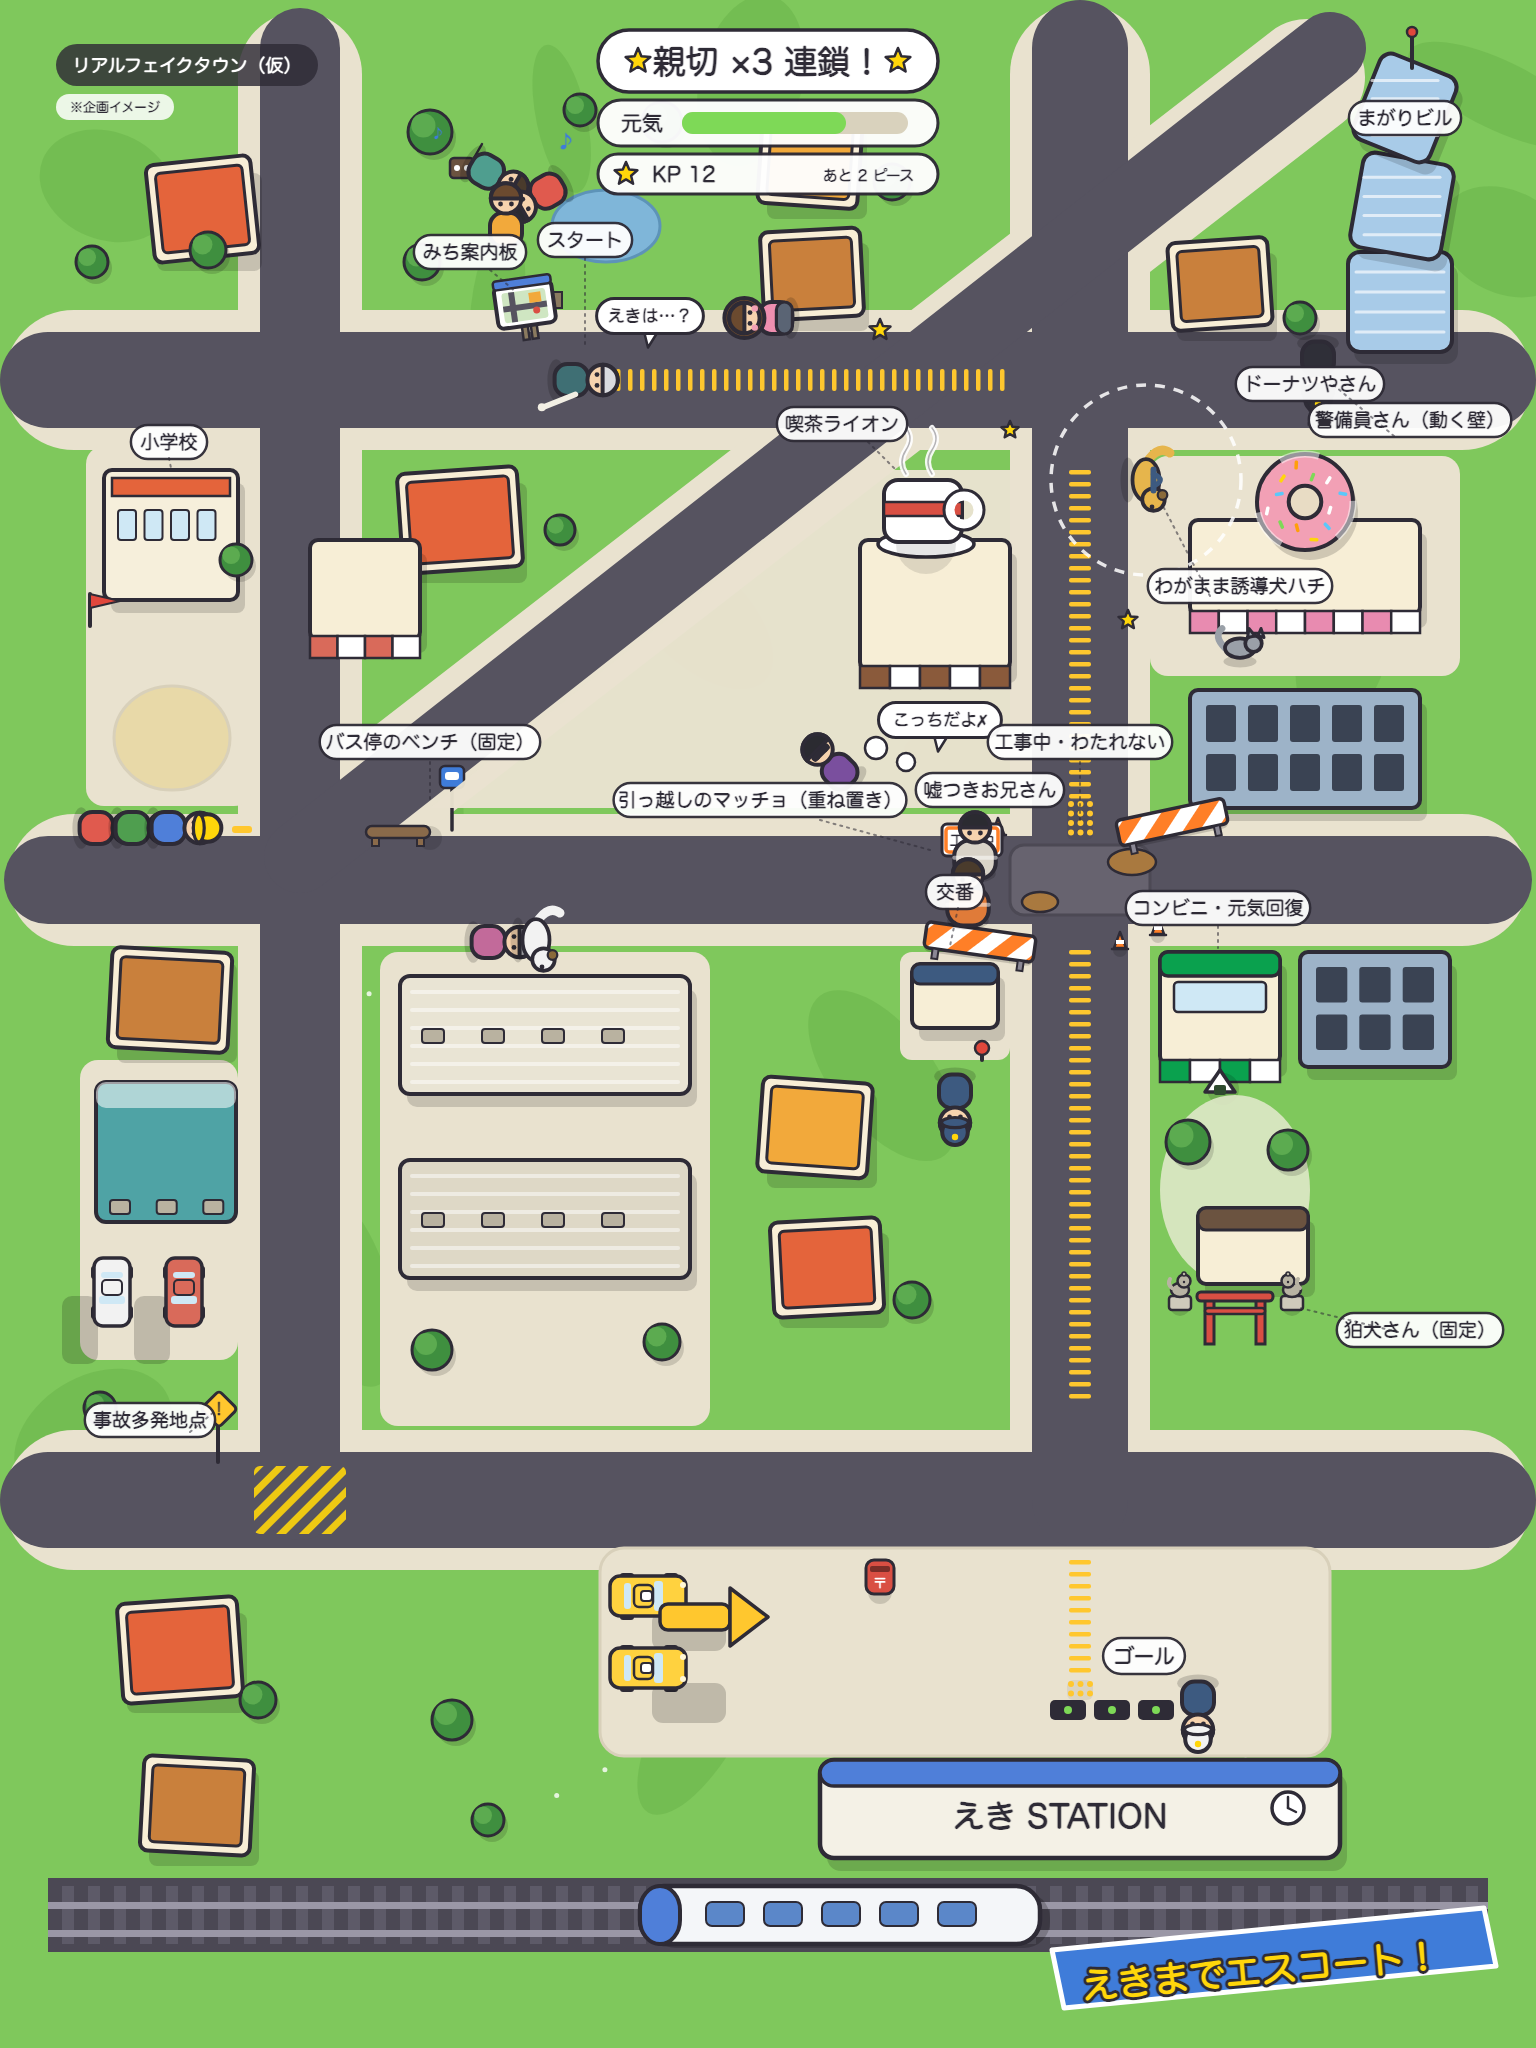 リアルフェイクタウン（仮）
※企画イメージ
親切 ×3 連鎖！
元気
KP 12
あと 2 ピース
まがりビル
みち案内板
スタート
えきは…？
ドーナツやさん
警備員さん（動く壁）
喫茶ライオン
小学校
わがまま誘導犬ハチ
こっちだよ✗
バス停のベンチ（固定）
工事中・わたれない
嘘つきお兄さん
引っ越しのマッチョ（重ね置き）
交番
コンビニ・元気回復
狛犬さん（固定）
事故多発地点
!
〒
ゴール
えき STATION
えきまでエスコート！